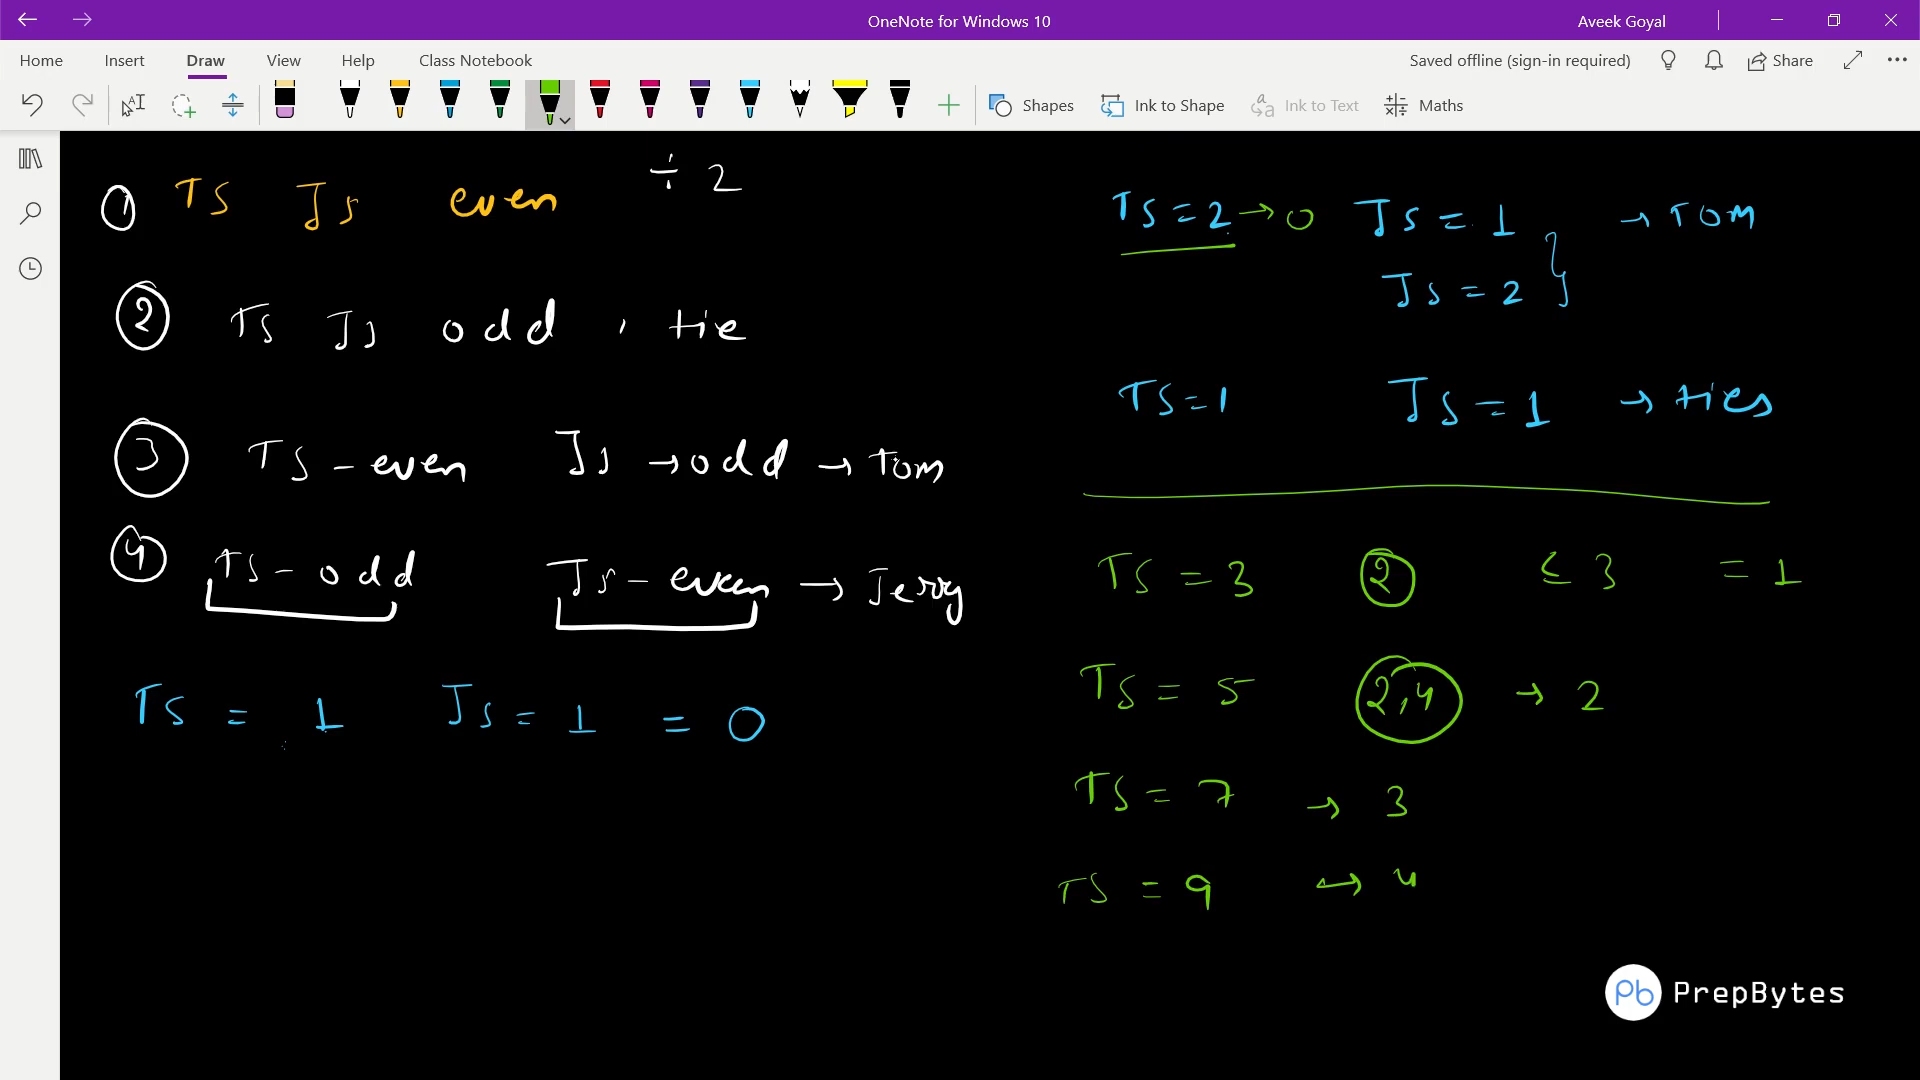 OneNote for Windows 10
Aveek Goyal
Home Insert Draw View Help Class Notebook
Saved offline (sign-in required) Share
Shapes Ink to Shape Ink to Text Maths
① TS JS even ÷ 2
② TS JS odd , tie
③ TS - even JS → odd → Tom
④ TS - odd JS - even → Jerry
TS = 1 JS = 1 = 0
TS = 2 → 0 JS = 1 → TOM
JS = 2
TS = 1 JS = 1 → ties
TS = 3 ② ≤ 3 = 1
TS = 5 2,4 → 2
TS = 7 → 3
TS = 9 → 4
Pb PrepBytes